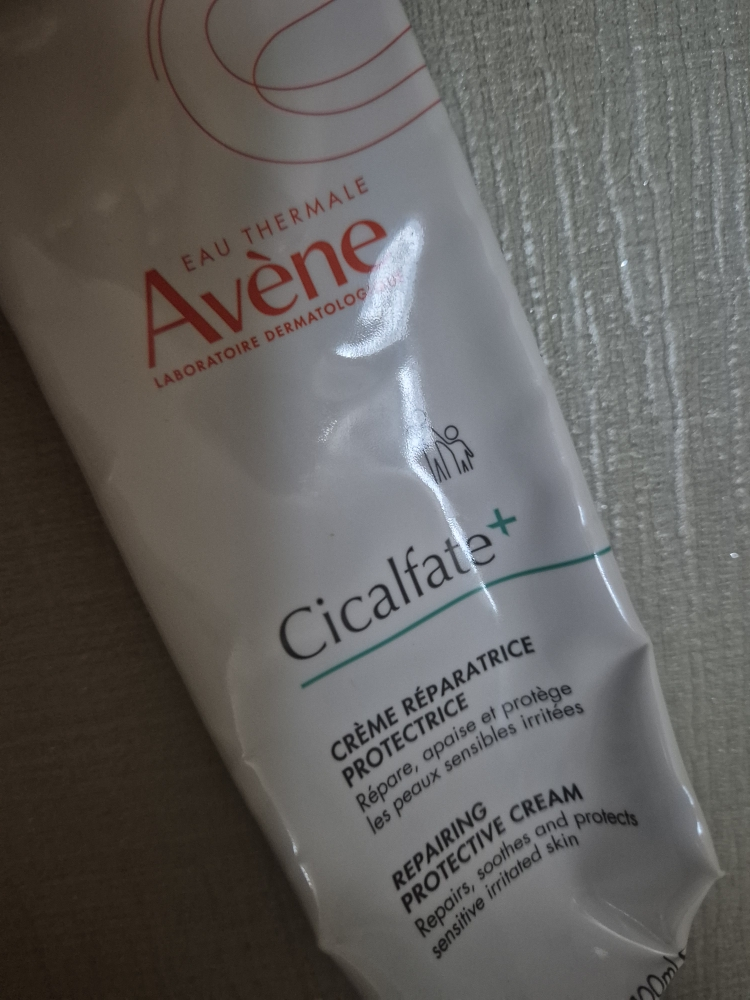 EAU THERMALE
Avène
LABORATOIRE DERMATOLOGIQUE
Cicalfate+
CRÈME RÉPARATRICE
PROTECTRICE
Répare, apaise et protège
les peaux sensibles irritées
REPAIRING
PROTECTIVE CREAM
Repairs, soothes and protects
sensitive irritated skin